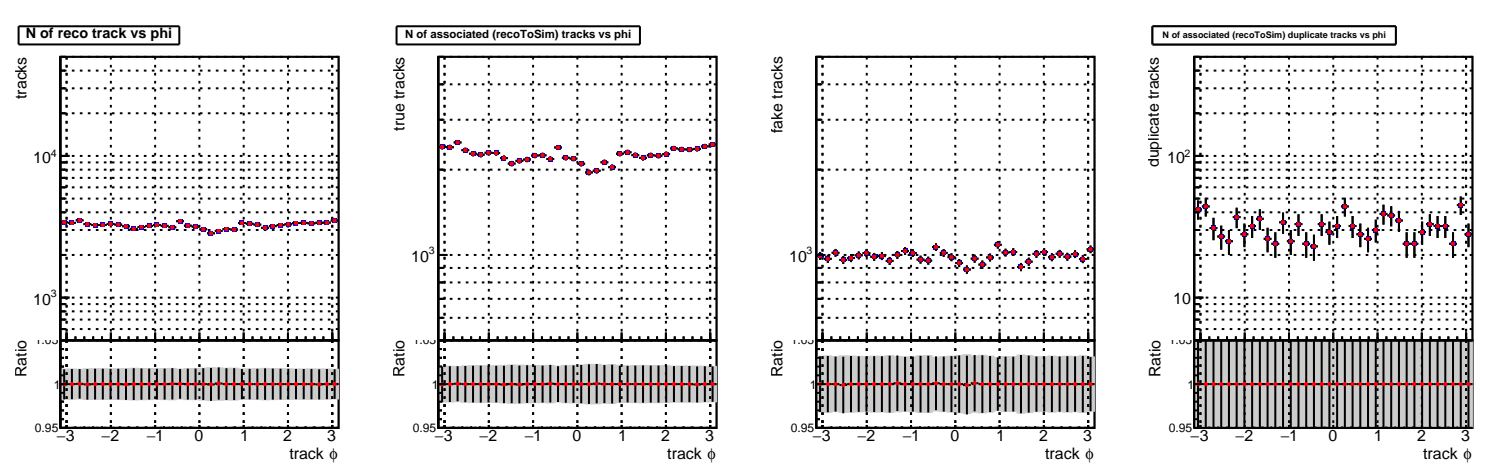 N of reco track vs phi
tracks
10^4
10^3
Ratio
1
0.95
−3 −2 −1 0 1 2 3
track ϕ
N of associated (recoToSim) tracks vs phi
true tracks
10^3
Ratio
1
0.95
−3 −2 −1 0 1 2 3
track ϕ
fake tracks
10^3
Ratio
1
0.95
−3 −2 −1 0 1 2 3
track ϕ
N of associated (recoToSim) duplicate tracks vs phi
duplicate tracks
10^2
10
Ratio
1
0.95
−3 −2 −1 0 1 2 3
track ϕ